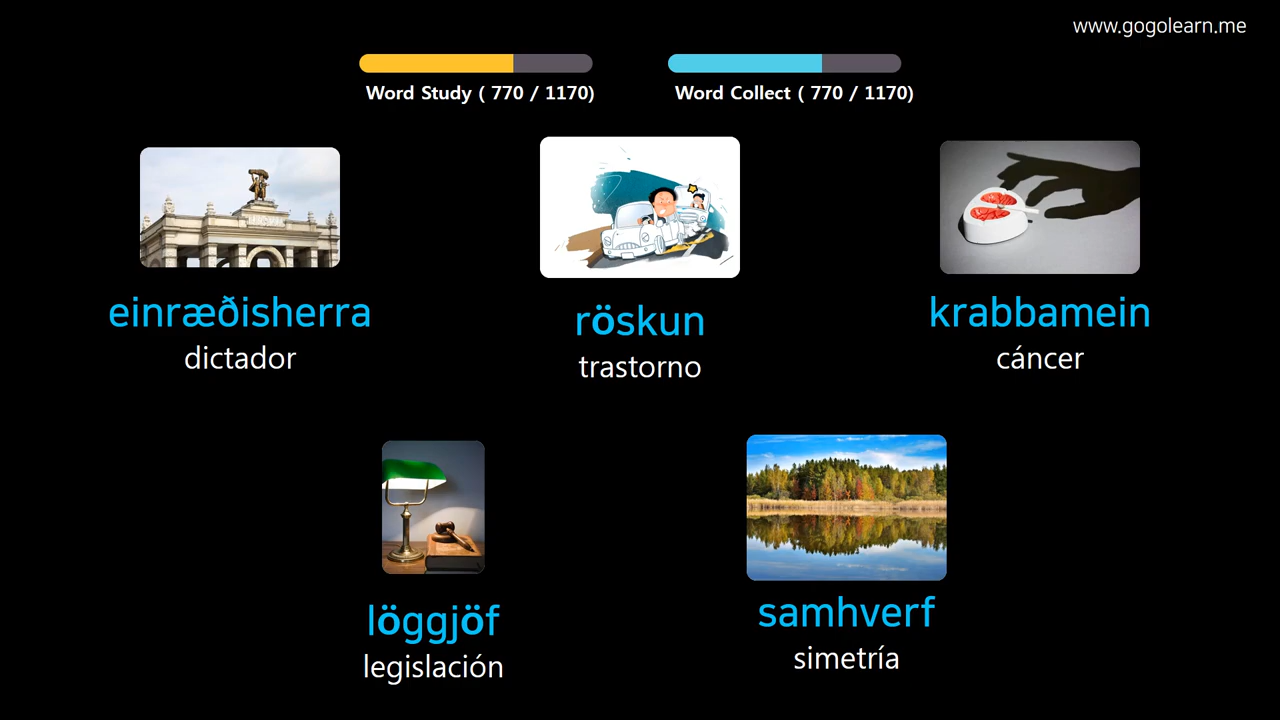 www.gogolearn.me
Word Study ( 770 / 1170)
Word Collect ( 770 / 1170)
einræðisherra
dictador
röskun
trastorno
krabbamein
cáncer
löggjöf
legislación
samhverf
simetría